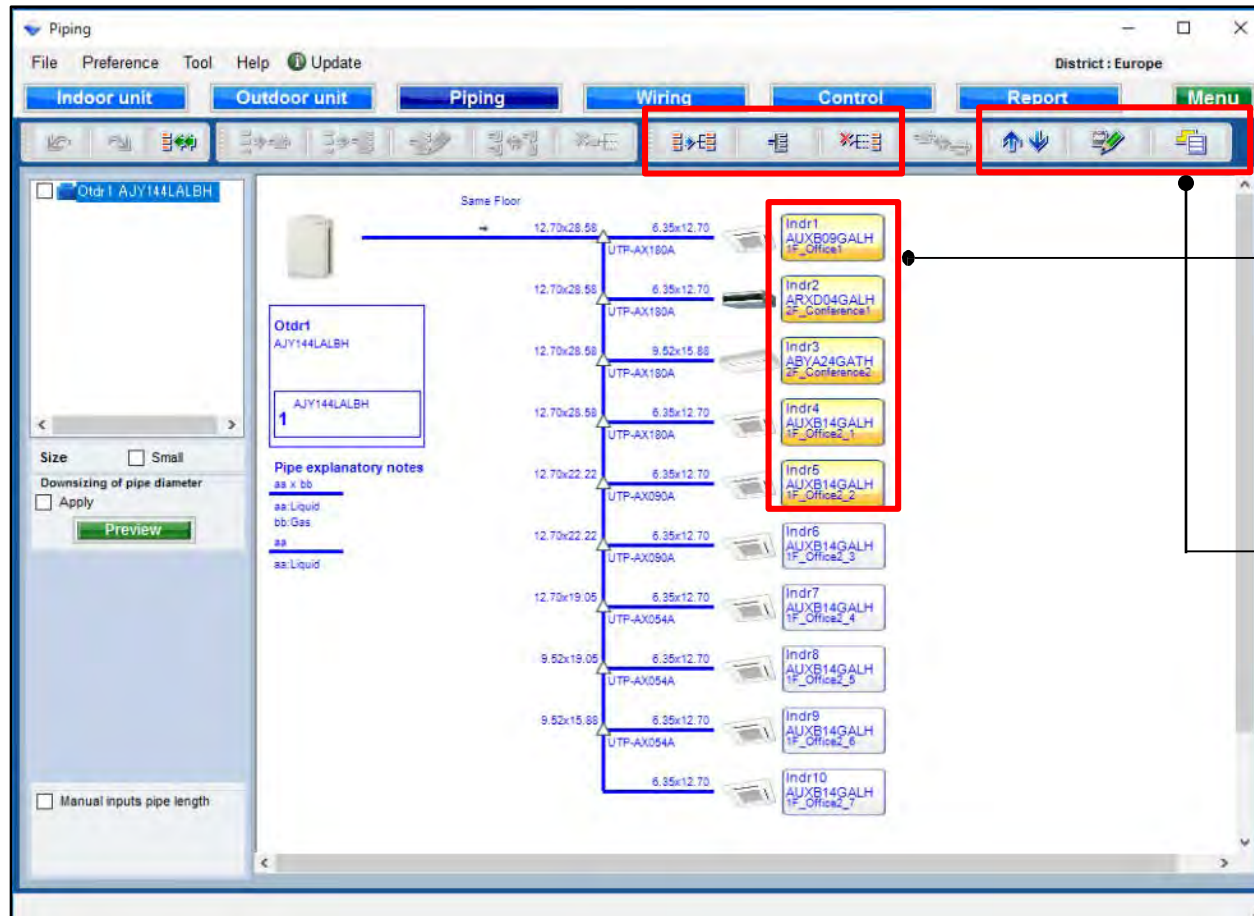 Piping
File Preference Tool Help Update District : Europe
Indoor unit Outdoor unit Piping Wiring Control Report Menu
Otdr1 AJY144LALBH
Size Small
Downsizing of pipe diameter
Apply
Preview
Manual inputs pipe length
Same Floor
Otdr1
AJY144LALBH
AJY144LALBH
1
Pipe explanatory notes
aa x bb
aa:Liquid
bb:Gas
aa
aa:Liquid
12.70x28.58 6.35x12.70
UTP-AX180A
Indr1
AUXB09GALH
1F_Office1
12.70x28.58 6.35x12.70
UTP-AX180A
Indr2
ARXD04GALH
2F_Conference1
12.70x28.58 9.52x15.88
UTP-AX180A
Indr3
ABYA24GATH
2F_Conference2
12.70x28.58 6.35x12.70
UTP-AX180A
Indr4
AUXB14GALH
1F_Office2_1
12.70x22.22 6.35x12.70
UTP-AX090A
Indr5
AUXB14GALH
1F_Office2_2
12.70x22.22 6.35x12.70
UTP-AX090A
Indr6
AUXB14GALH
1F_Office2_3
12.70x19.05 6.35x12.70
UTP-AX054A
Indr7
AUXB14GALH
1F_Office2_4
9.52x19.05 6.35x12.70
UTP-AX054A
Indr8
AUXB14GALH
1F_Office2_5
9.52x15.88 6.35x12.70
UTP-AX054A
Indr9
AUXB14GALH
1F_Office2_6
6.35x12.70
Indr10
AUXB14GALH
1F_Office2_7